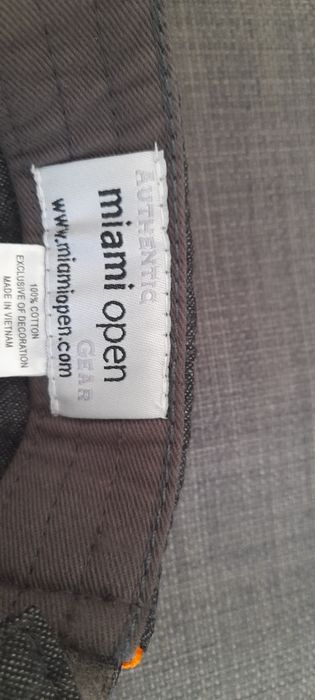 AUTHENTIC
miami open
GEAR
www.miamiopen.com
100% COTTON
EXCLUSIVE OF DECORATION
MADE IN VIETNAM